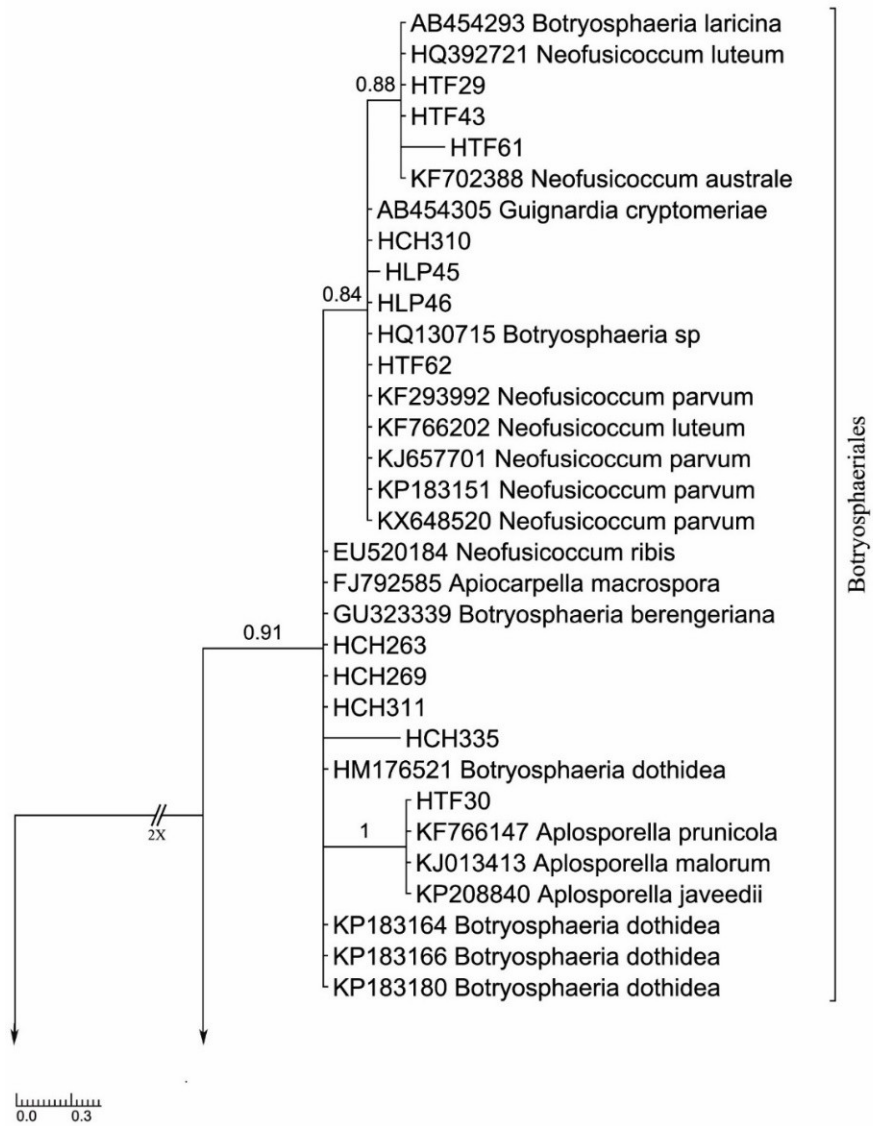 AB454293 Botryosphaeria laricina
HQ392721 Neofusicoccum luteum
0.88
HTF29
HTF43
HTF61
KF702388 Neofusicoccum australe
AB454305 Guignardia cryptomeriae
HCH310
HLP45
0.84
HLP46
HQ130715 Botryosphaeria sp
HTF62
KF293992 Neofusicoccum parvum
KF766202 Neofusicoccum luteum
KJ657701 Neofusicoccum parvum
KP183151 Neofusicoccum parvum
KX648520 Neofusicoccum parvum
EU520184 Neofusicoccum ribis
FJ792585 Apiocarpella macrospora
GU323339 Botryosphaeria berengeriana
0.91
HCH263
HCH269
HCH311
HCH335
HM176521 Botryosphaeria dothidea
HTF30
1
KF766147 Aplosporella prunicola
2X
KJ013413 Aplosporella malorum
KP208840 Aplosporella javeedii
KP183164 Botryosphaeria dothidea
KP183166 Botryosphaeria dothidea
KP183180 Botryosphaeria dothidea
Botryosphaeriales
0.0 0.3